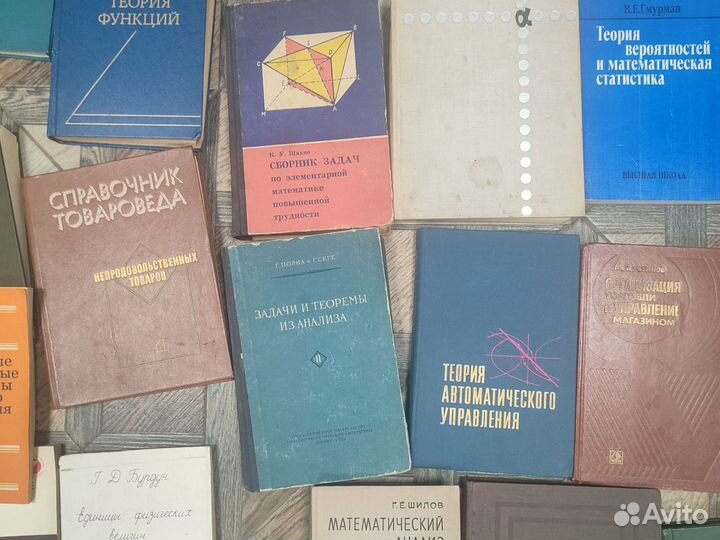 ТЕОРИЯ
ФУНКЦИЙ
К. У. Шахно
СБОРНИК ЗАДАЧ
по элементарной
математике
повышенной
трудности
α
В.Е.Гмурман
Теория
вероятностей
и математическая
статистика
ВЫСШАЯ ШКОЛА
СПРАВОЧНИК
ТОВАРОВЕДА
НЕПРОДОВОЛЬСТВЕННЫХ
ТОВАРОВ
Г. ПОЛИА и Г. СЕГЕ
ЗАДАЧИ И ТЕОРЕМЫ
ИЗ АНАЛИЗА
II
ТЕОРИЯ
АВТОМАТИЧЕСКОГО
УПРАВЛЕНИЯ
УПРАВЛЕНИЕ
МАГАЗИНОМ
Г. Д. Бурдун
Единицы физических
величин
Г.Е.ШИЛОВ
МАТЕМАТИЧЕСКИЙ
АНАЛИЗ
Avito